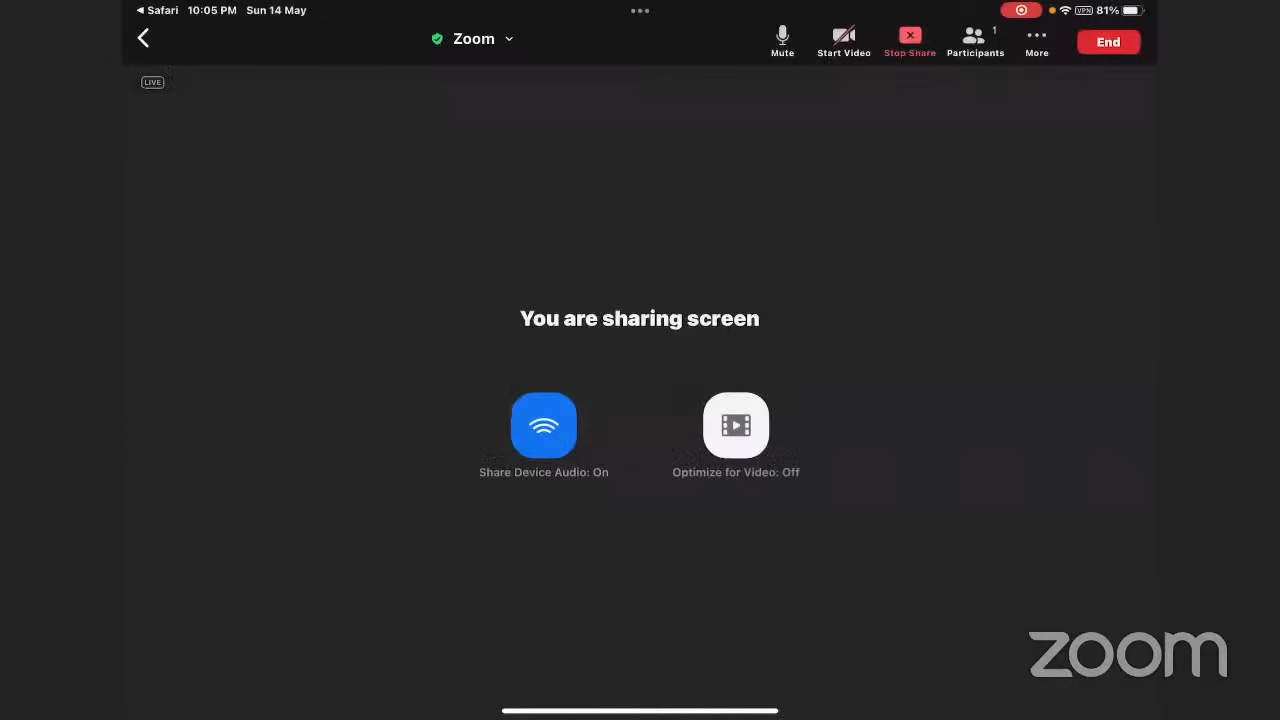 Safari 10:05 PM Sun 14 May
VPN 81%
Zoom
Mute
Start Video
Stop Share
Participants 1
More
End
LIVE
You are sharing screen
Share Device Audio: On
Optimize for Video: Off
zoom